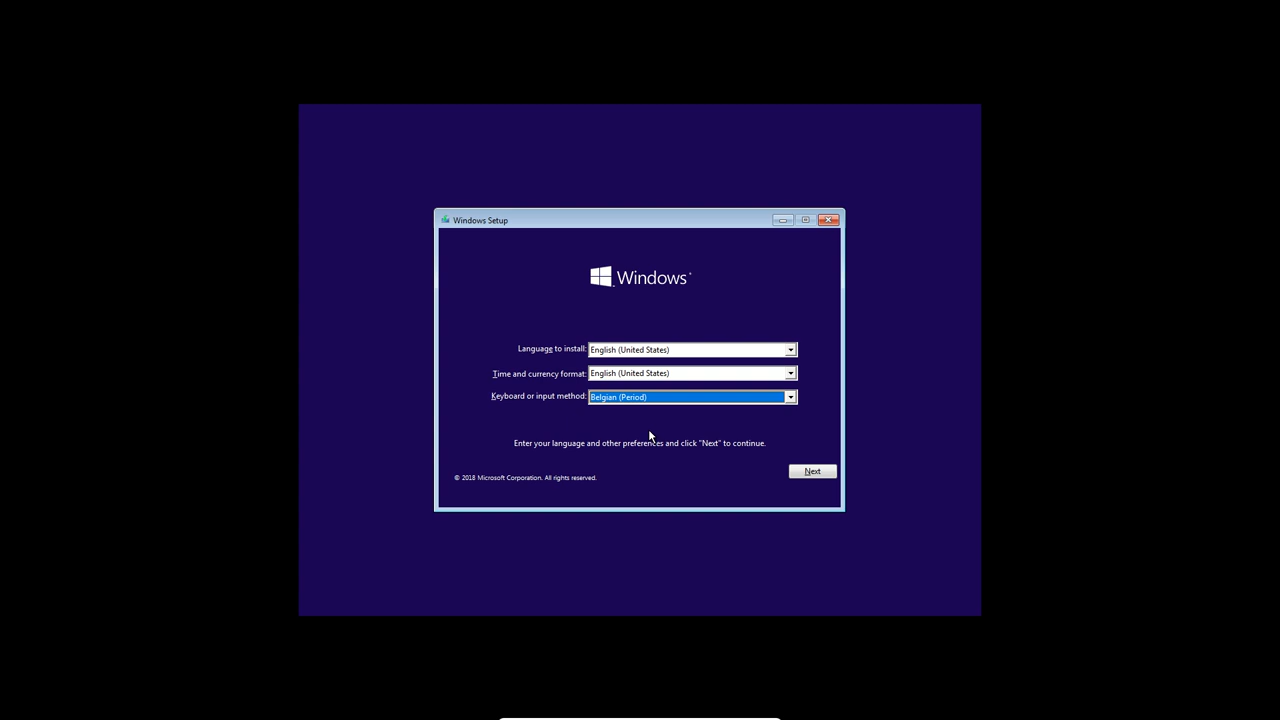 Windows Setup
Windows
Language to install: English (United States)
Time and currency format: English (United States)
Keyboard or input method: Belgian (Period)
Enter your language and other preferences and click "Next" to continue.
Next
© 2018 Microsoft Corporation. All rights reserved.